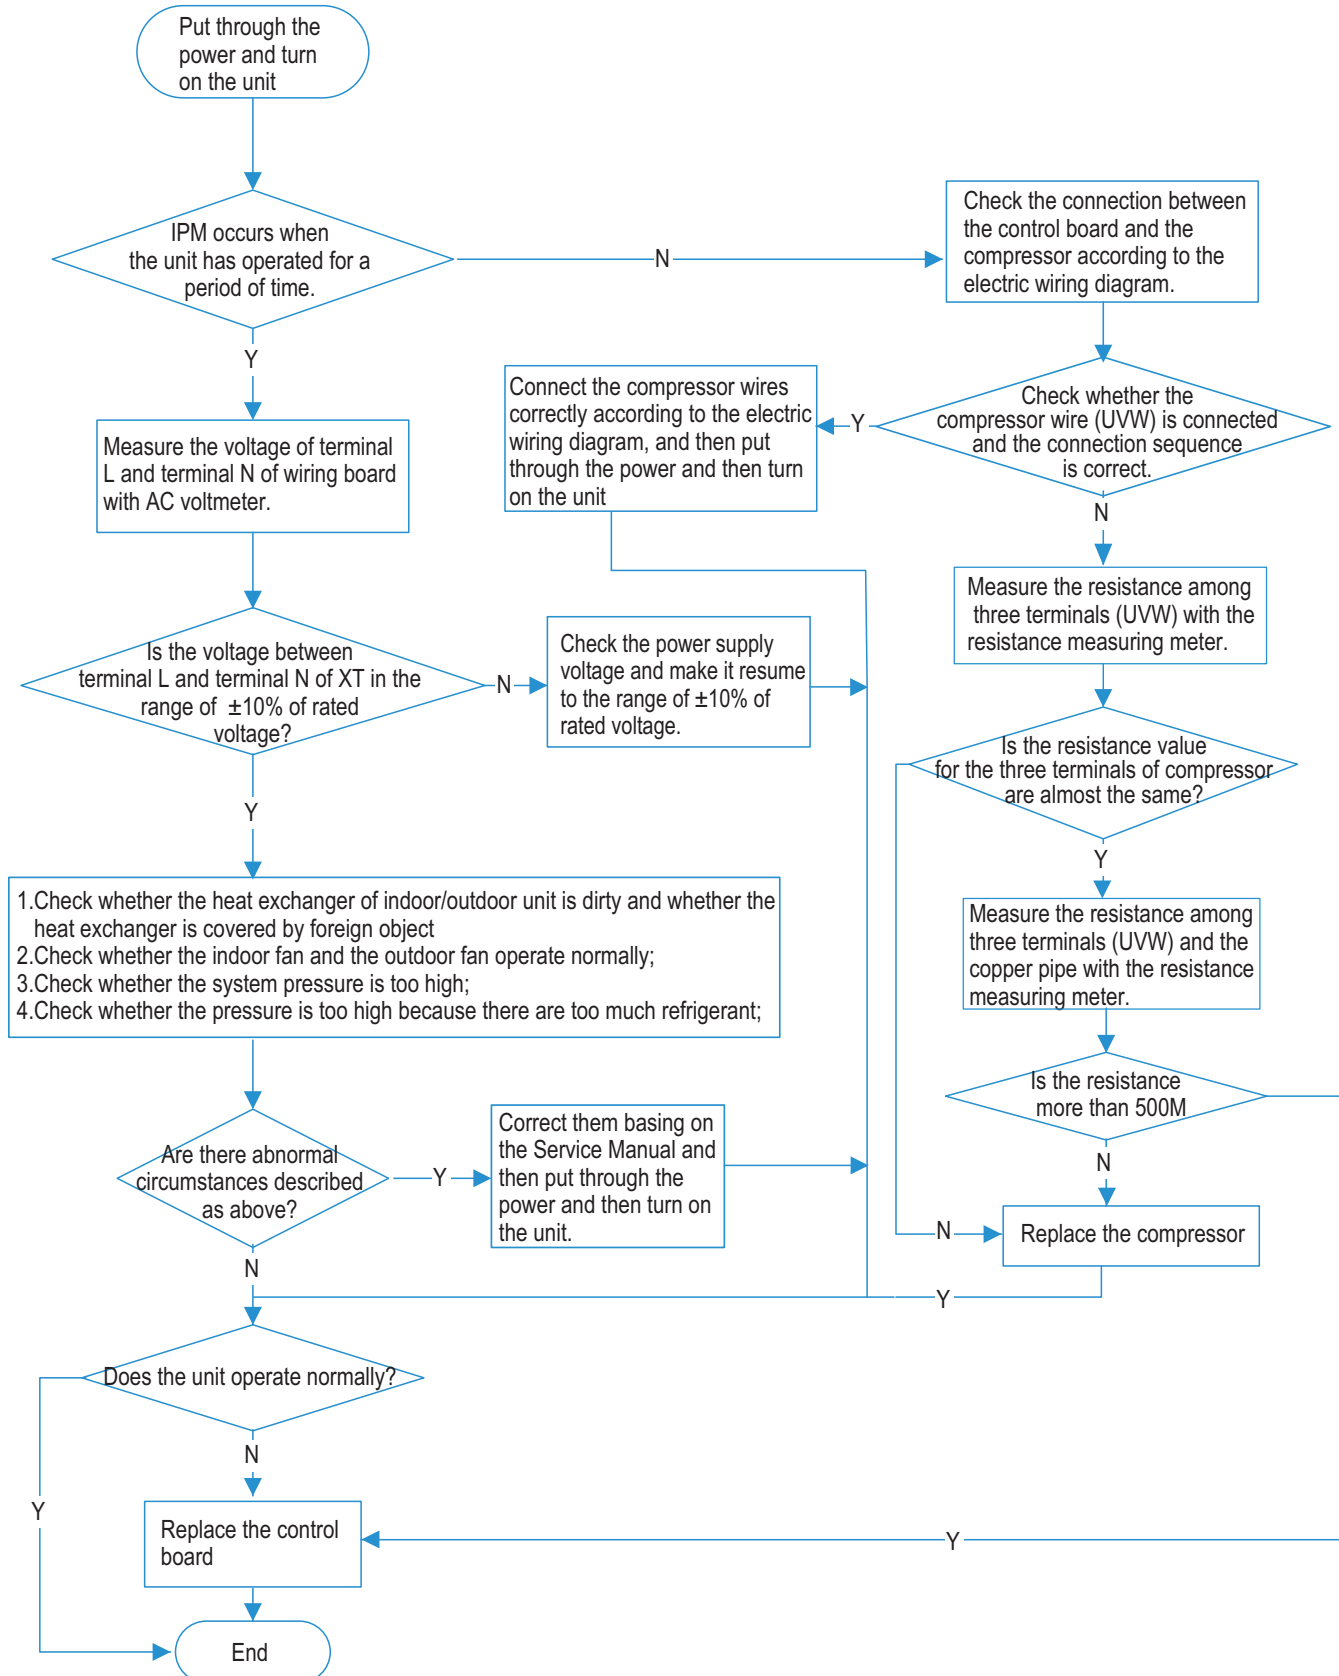 Put through the
power and turn
on the unit
IPM occurs when
the unit has operated for a
period of time.
N
Y
Check the connection between
the control board and the
compressor according to the
electric wiring diagram.
Measure the voltage of terminal
L and terminal N of wiring board
with AC voltmeter.
Connect the compressor wires
correctly according to the electric
wiring diagram, and then put
through the power and then turn
on the unit
Y
Check whether the
compressor wire (UVW) is connected
and the connection sequence
is correct.
N
Measure the resistance among
three terminals (UVW) with the
resistance measuring meter.
Is the voltage between
terminal L and terminal N of XT in the
range of ±10% of rated
voltage?
N
Check the power supply
voltage and make it resume
to the range of ±10% of
rated voltage.
Y
Is the resistance value
for the three terminals of compressor
are almost the same?
Y
1.Check whether the heat exchanger of indoor/outdoor unit is dirty and whether the
heat exchanger is covered by foreign object
2.Check whether the indoor fan and the outdoor fan operate normally;
3.Check whether the system pressure is too high;
4.Check whether the pressure is too high because there are too much refrigerant;
Measure the resistance among
three terminals (UVW) and the
copper pipe with the resistance
measuring meter.
Is the resistance
more than 500M
N
Are there abnormal
circumstances described
as above?
Y
Correct them basing on
the Service Manual and
then put through the
power and then turn on
the unit.
N
Replace the compressor
N
Y
Does the unit operate normally?
N
Y
Replace the control
board
Y
End